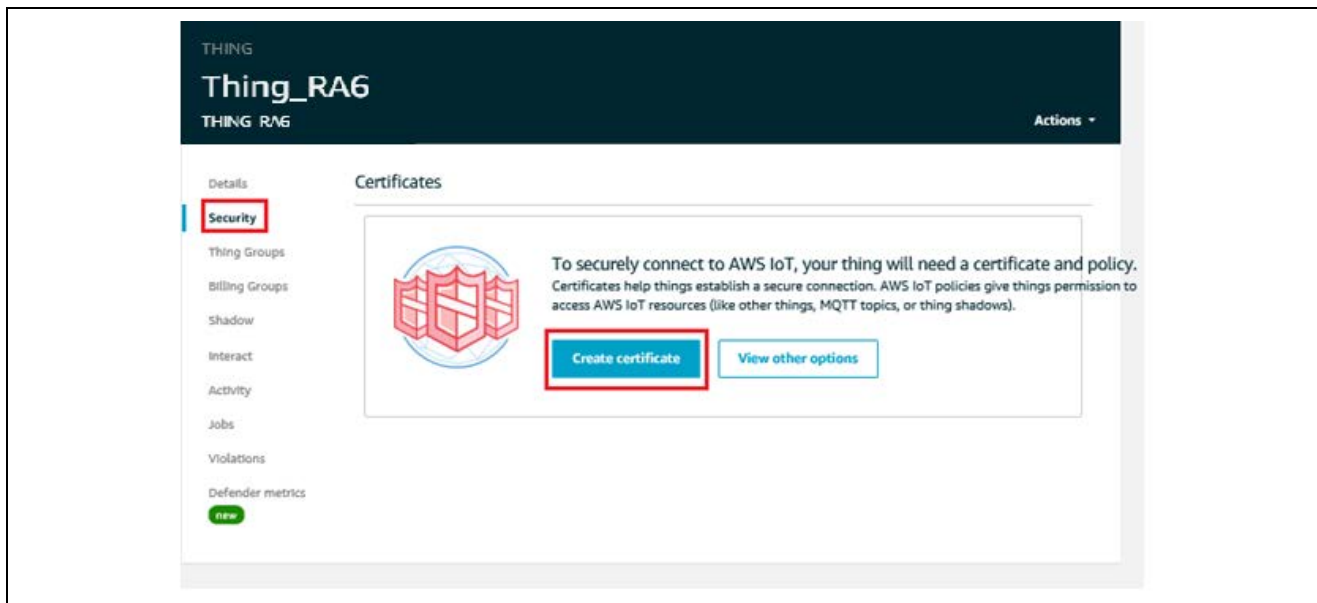 THING
Thing_RA6
THING RA6
Actions
Details
Security
Thing Groups
Billing Groups
Shadow
Interact
Activity
Jobs
Violations
Defender metrics
new
Certificates
To securely connect to AWS IoT, your thing will need a certificate and policy.
Certificates help things establish a secure connection. AWS IoT policies give things permission to
access AWS IoT resources (like other things, MQTT topics, or thing shadows).
Create certificate
View other options